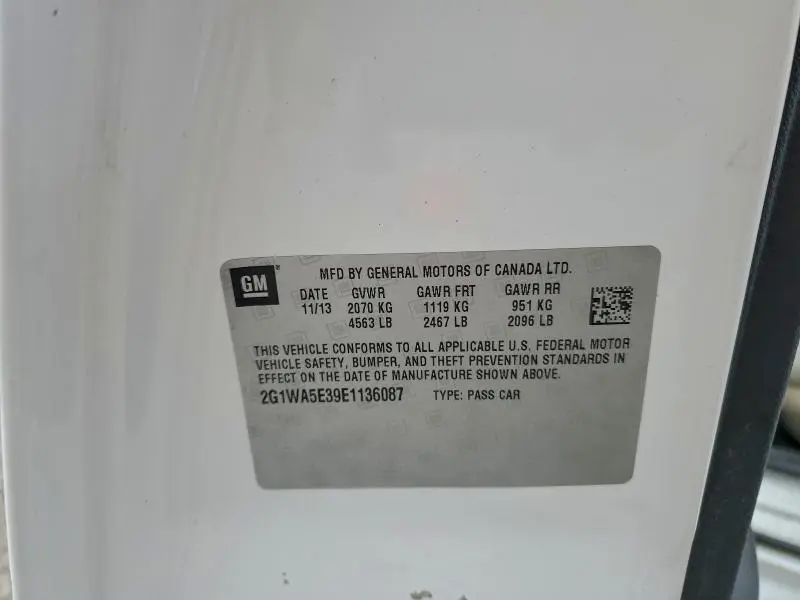 GM
MFD BY GENERAL MOTORS OF CANADA LTD.
DATE GVWR GAWR FRT GAWR RR
11/13 2070 KG 1119 KG 951 KG
4563 LB 2467 LB 2096 LB
THIS VEHICLE CONFORMS TO ALL APPLICABLE U.S. FEDERAL MOTOR
VEHICLE SAFETY, BUMPER, AND THEFT PREVENTION STANDARDS IN
EFFECT ON THE DATE OF MANUFACTURE SHOWN ABOVE.
2G1WA5E39E1136087 TYPE: PASS CAR